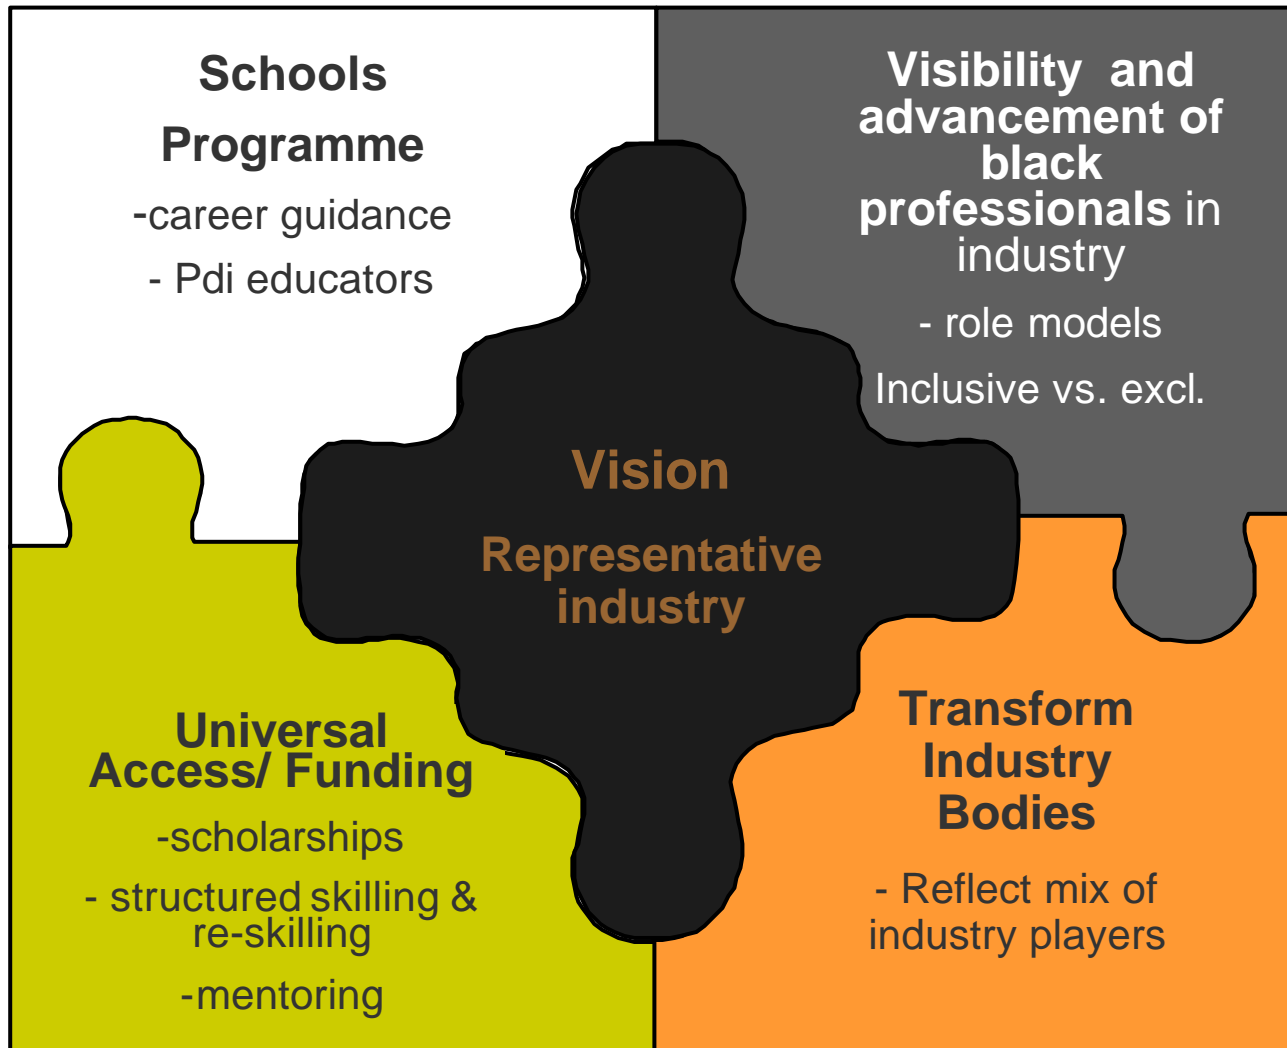 Schools
Programme
-career guidance
- Pdi educators
Visibility and
advancement of
black
professionals in
industry
- role models
Inclusive vs. excl.
Vision
Representative
industry
Universal
Access/ Funding
-scholarships
- structured skilling &
re-skilling
-mentoring
Transform
Industry
Bodies
- Reflect mix of
industry players